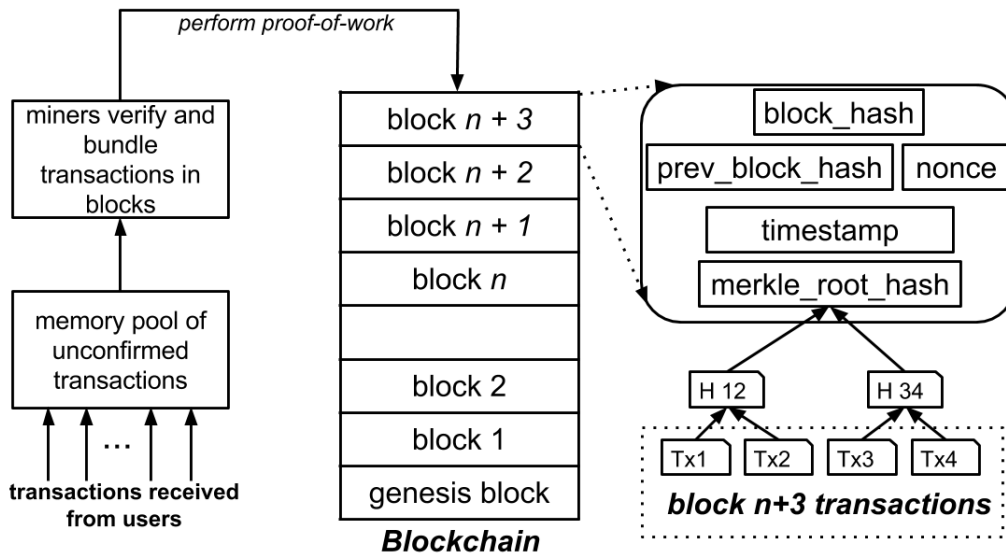 perform proof-of-work
miners verify and
bundle
transactions in
blocks
memory pool of
unconfirmed
transactions
...
transactions received
from users
block n + 3
block n + 2
block n + 1
block n
block 2
block 1
genesis block
Blockchain
block_hash
prev_block_hash
nonce
timestamp
merkle_root_hash
H 12
H 34
Tx1
Tx2
Tx3
Tx4
block n+3 transactions